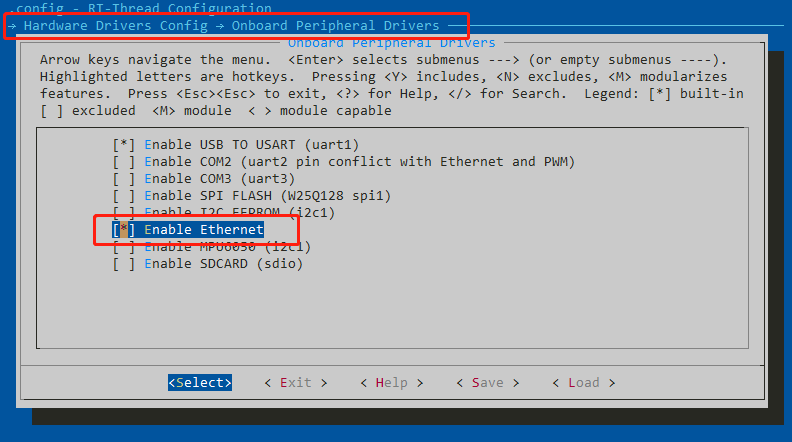 .config - RT-Thread Configuration
→ Hardware Drivers Config → Onboard Peripheral Drivers
Onboard Peripheral Drivers
Arrow keys navigate the menu.  <Enter> selects submenus ---> (or empty submenus ----).
Highlighted letters are hotkeys.  Pressing <Y> includes, <N> excludes, <M> modularizes
features.  Press <Esc><Esc> to exit, <?> for Help, </> for Search.  Legend: [*] built-in
[ ] excluded  <M> module  < > module capable
[*] Enable USB TO USART (uart1)
[ ] Enable COM2 (uart2 pin conflict with Ethernet and PWM)
[ ] Enable COM3 (uart3)
[ ] Enable SPI FLASH (W25Q128 spi1)
[ ] Enable I2C EEPROM (i2c1)
[*] Enable Ethernet
[ ] Enable MPU6050 (i2c1)
[ ] Enable SDCARD (sdio)
<Select>    < Exit >    < Help >    < Save >    < Load >